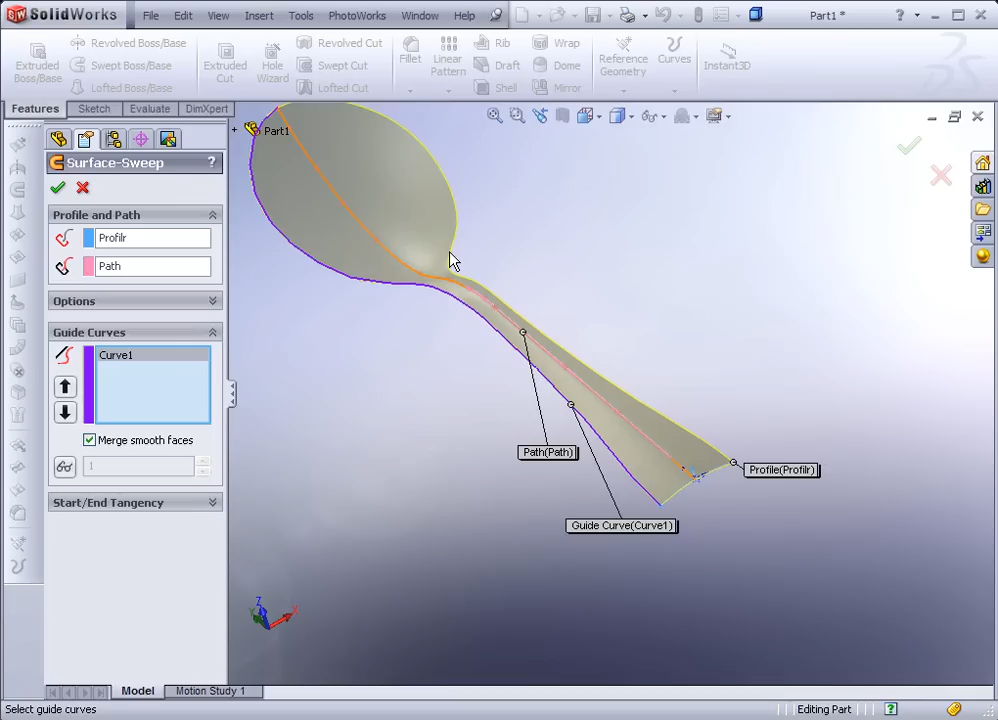 SolidWorks
File Edit View Insert Tools PhotoWorks Window Help
Part1 *
?
Extruded Boss/Base
Revolved Boss/Base
Swept Boss/Base
Lofted Boss/Base
Extruded Cut
Hole Wizard
Revolved Cut
Swept Cut
Lofted Cut
Fillet
Linear Pattern
Rib
Draft
Shell
Wrap
Dome
Mirror
Reference Geometry
Curves
Instant3D
Features Sketch Evaluate DimXpert
Part1
Surface-Sweep ?
Profile and Path
Profilr
Path
Options
Guide Curves
Curve1
Merge smooth faces
1
Start/End Tangency
Path(Path)
Profile(Profilr)
Guide Curve(Curve1)
Z
Y
X
Model Motion Study 1
Select guide curves
Editing Part
?